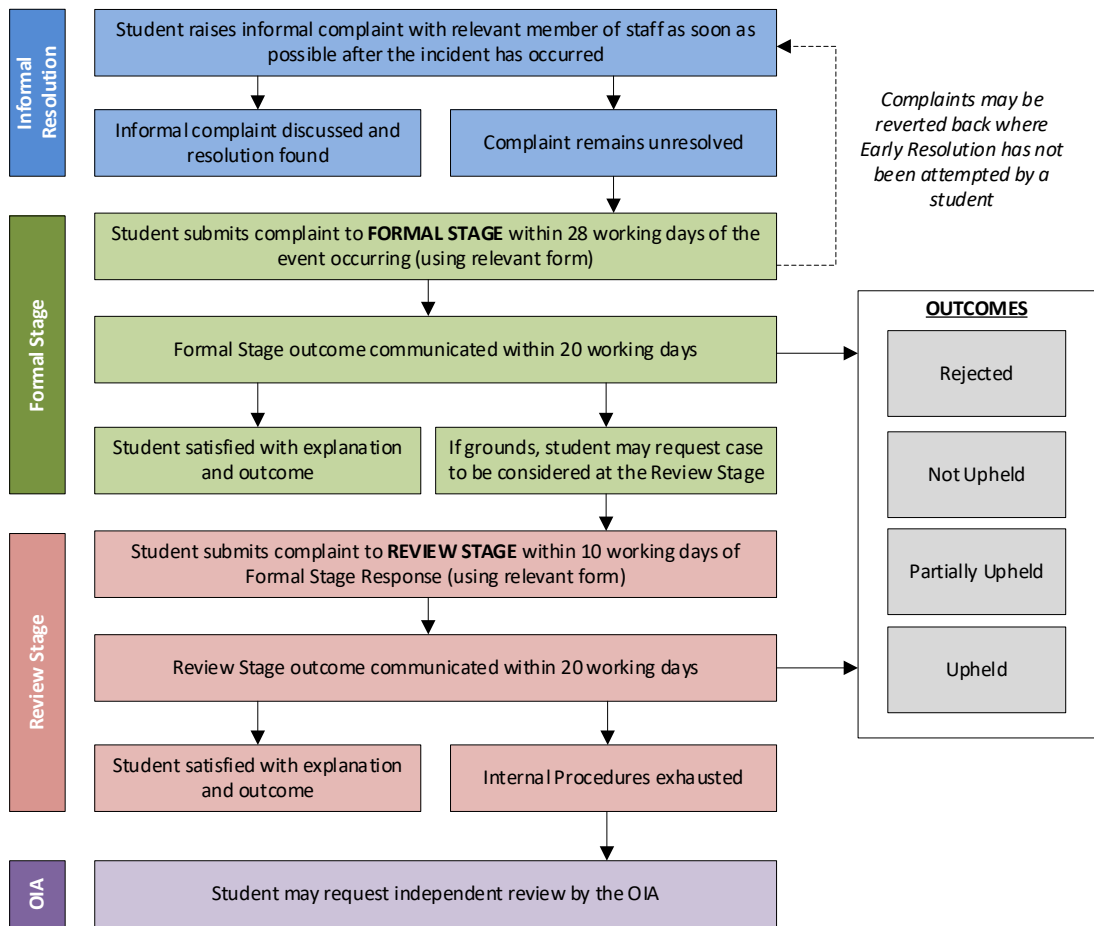 Informal
Resolution
Student raises informal complaint with relevant member of staff as soon as
possible after the incident has occurred
Informal complaint discussed and
resolution found
Complaint remains unresolved
Complaints may be
reverted back where
Early Resolution has not
been attempted by a
student
Formal Stage
Student submits complaint to FORMAL STAGE within 28 working days of the
event occurring (using relevant form)
Formal Stage outcome communicated within 20 working days
Student satisfied with explanation
and outcome
If grounds, student may request case
to be considered at the Review Stage
OUTCOMES
Rejected
Not Upheld
Partially Upheld
Upheld
Review Stage
Student submits complaint to REVIEW STAGE within 10 working days of
Formal Stage Response (using relevant form)
Review Stage outcome communicated within 20 working days
Student satisfied with explanation
and outcome
Internal Procedures exhausted
OIA
Student may request independent review by the OIA